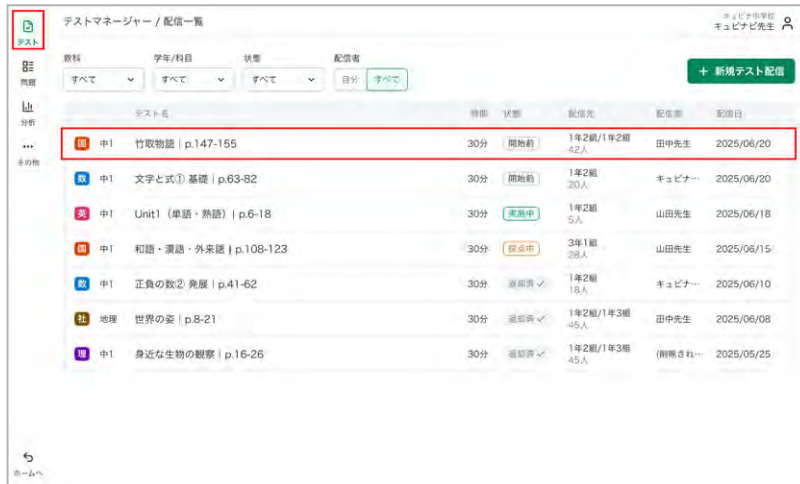 テスト
問題
分析
その他
ホームへ
テストマネージャー / 配信一覧
キュビナ中学校
キュビナビ先生
教科
学年/科目
状態
配信者
すべて
すべて
すべて
自分 すべて
+ 新規テスト配信
テスト名 時間 状態 配信先 配信者 配信日
国 中1 竹取物語 | p.147-155 30分 開始前 1年2組/1年2組 田中先生 2025/06/20
42人
数 中1 文字と式① 基礎 | p.63-82 30分 開始前 1年2組 キュビナ… 2025/06/20
20人
英 中1 Unit1（単語・熟語） | p.6-18 30分 実施中 1年2組 山田先生 2025/06/18
5人
国 中1 和語・漢語・外来語 | p.108-123 30分 採点中 3年1組 山田先生 2025/06/15
28人
数 中1 正負の数② 発展 | p.41-62 30分 返却済 1年2組 キュビナ… 2025/06/10
18人
社 地理 世界の姿 | p.8-21 30分 返却済 1年2組/1年3組 田中先生 2025/06/08
45人
理 中1 身近な生物の観察 | p.16-26 30分 返却済 1年2組/1年3組 (削除され… 2025/05/25
45人